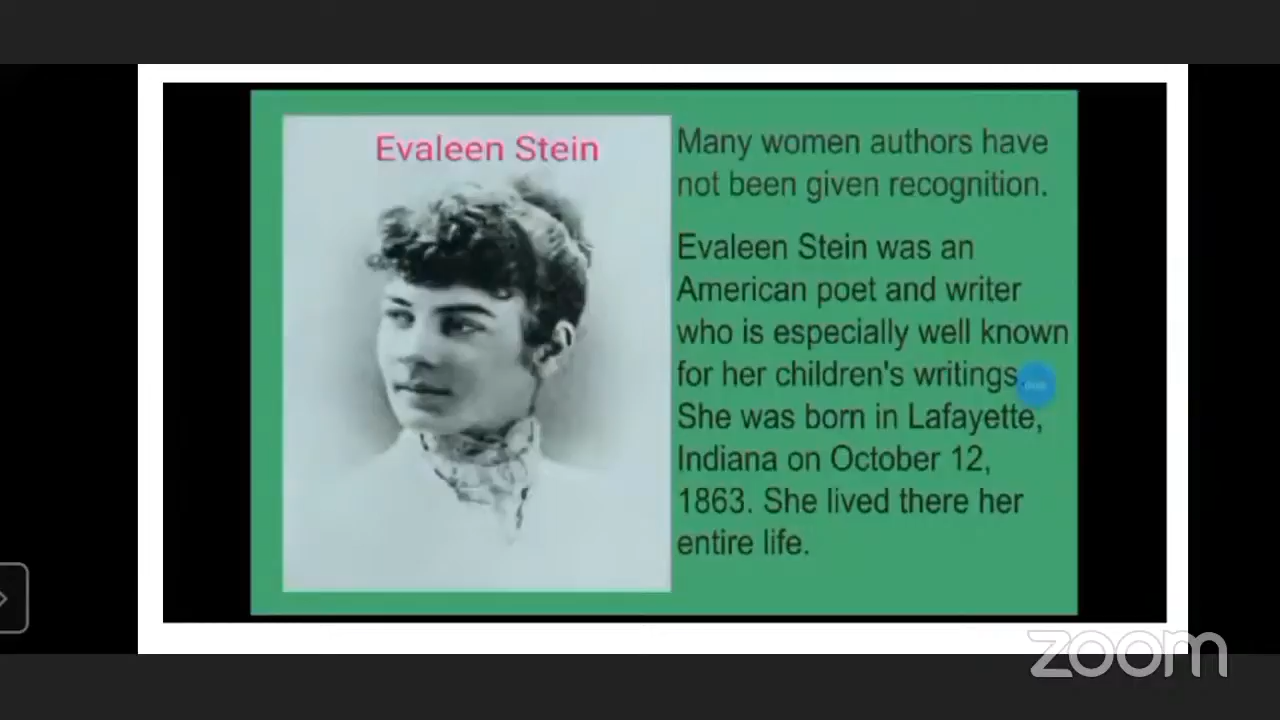 Evaleen Stein
Many women authors have
not been given recognition.
Evaleen Stein was an
American poet and writer
who is especially well known
for her children's writings.
She was born in Lafayette,
Indiana on October 12,
1863. She lived there her
entire life.
zoom